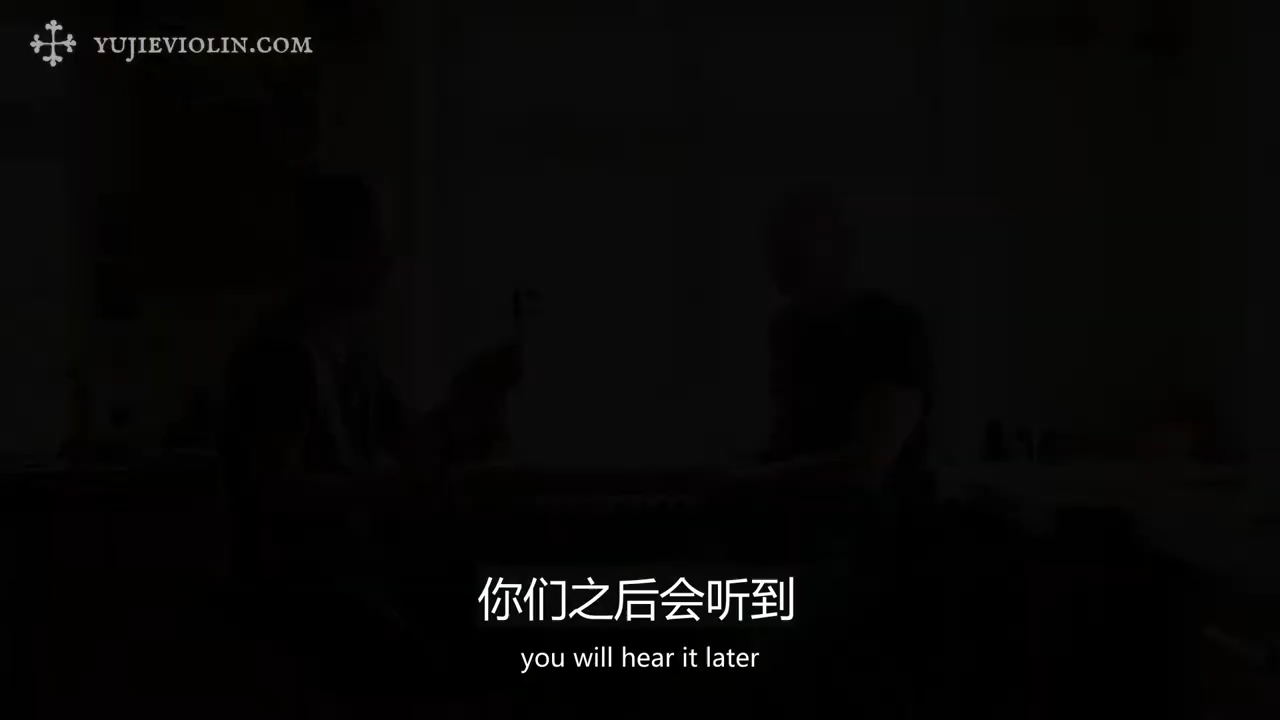 YUJIEVIOLIN.COM
你们之后会听到
you will hear it later